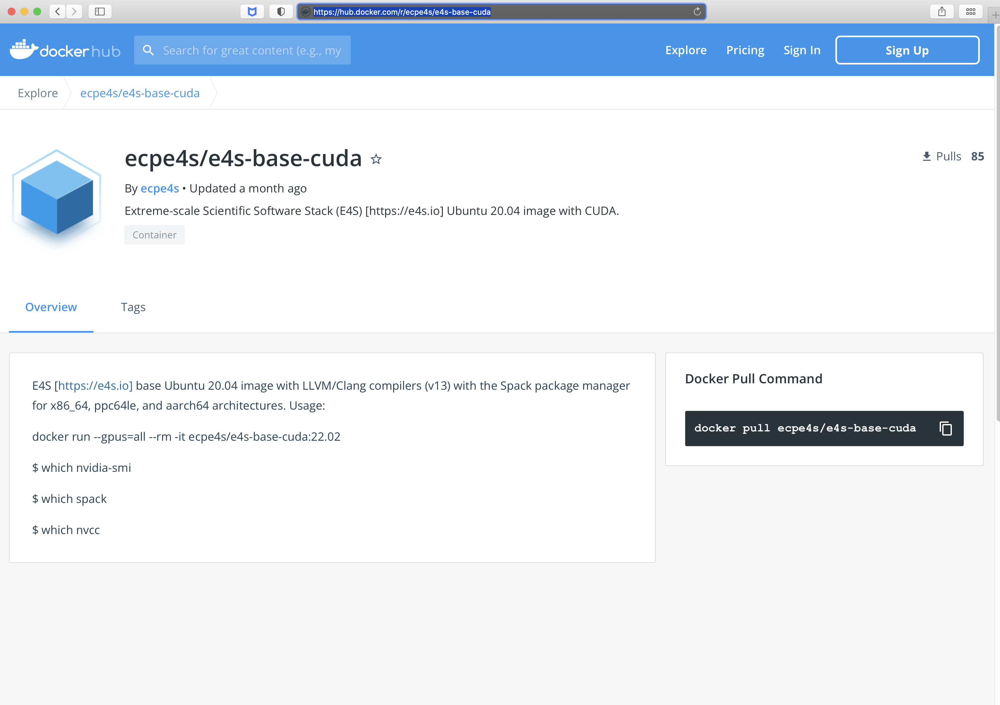 https://hub.docker.com/r/ecpe4s/e4s-base-cuda
docker hub
Search for great content (e.g., my
Explore
Pricing
Sign In
Sign Up
Explore
ecpe4s/e4s-base-cuda
ecpe4s/e4s-base-cuda
Pulls 85
By ecpe4s • Updated a month ago
Extreme-scale Scientific Software Stack (E4S) [https://e4s.io] Ubuntu 20.04 image with CUDA.
Container
Overview
Tags
E4S [https://e4s.io] base Ubuntu 20.04 image with LLVM/Clang compilers (v13) with the Spack package manager
for x86_64, ppc64le, and aarch64 architectures. Usage:
docker run --gpus=all --rm -it ecpe4s/e4s-base-cuda:22.02
$ which nvidia-smi
$ which spack
$ which nvcc
Docker Pull Command
docker pull ecpe4s/e4s-base-cuda